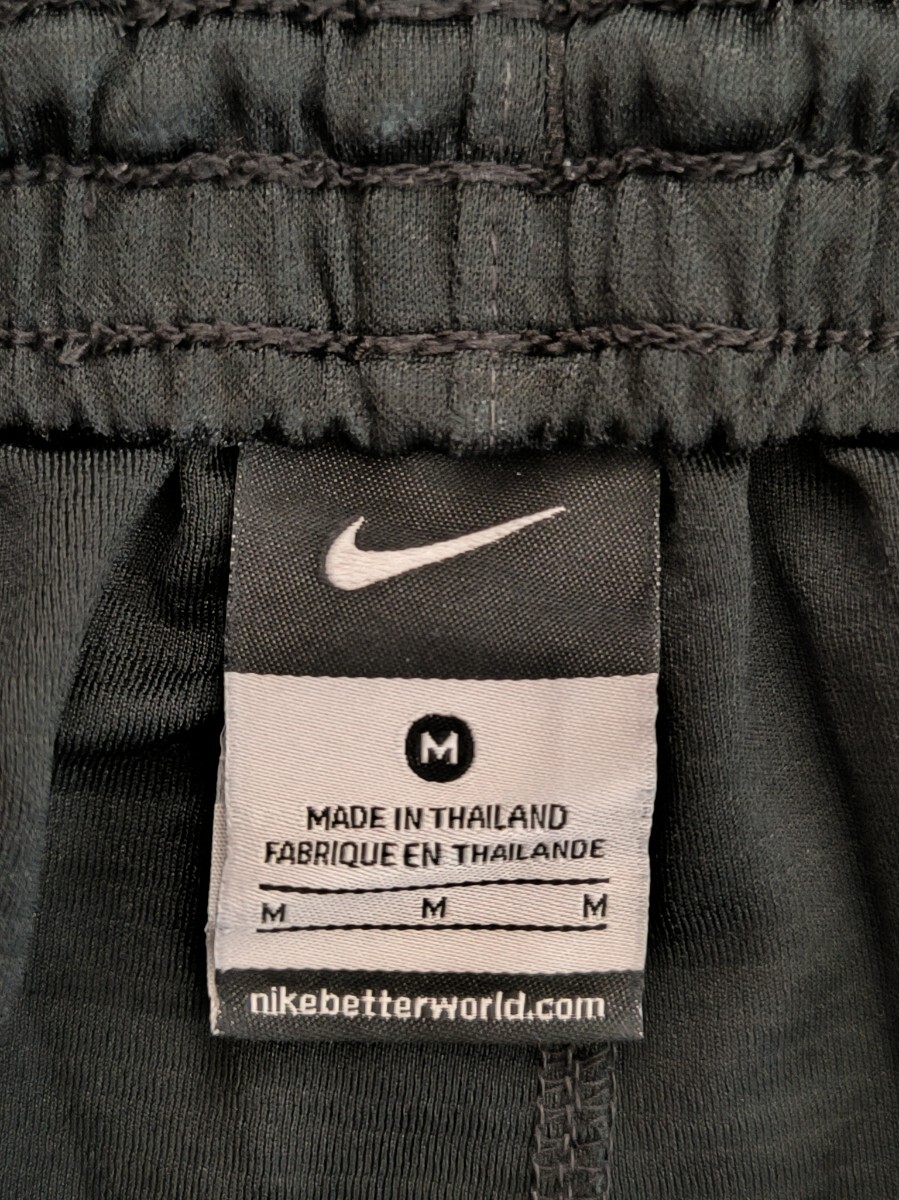 M
MADE IN THAILAND
FABRIQUE EN THAILANDE
M M M
nikebetterworld.com